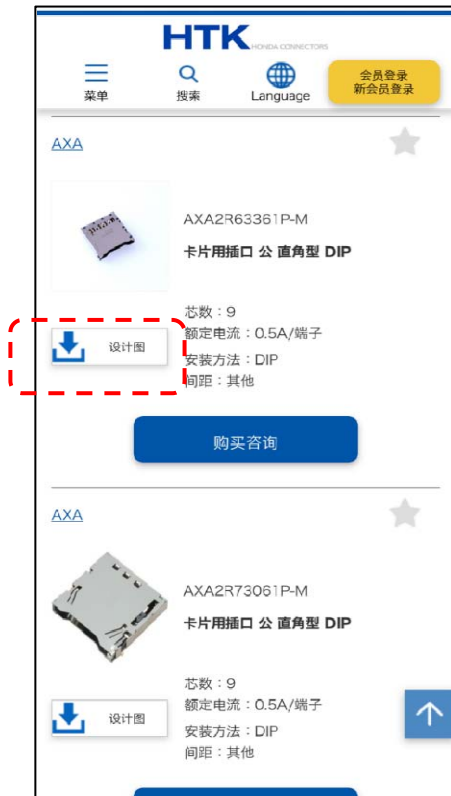 HTK HONDA CONNECTORS
菜单
搜索
Language
会员登录
新会员登录
AXA
AXA2R63361P-M
卡片用插口 公 直角型 DIP
芯数：9
额定电流：0.5A/端子
安装方法：DIP
间距：其他
设计图
购买咨询
AXA
AXA2R73061P-M
卡片用插口 公 直角型 DIP
芯数：9
额定电流：0.5A/端子
安装方法：DIP
间距：其他
设计图